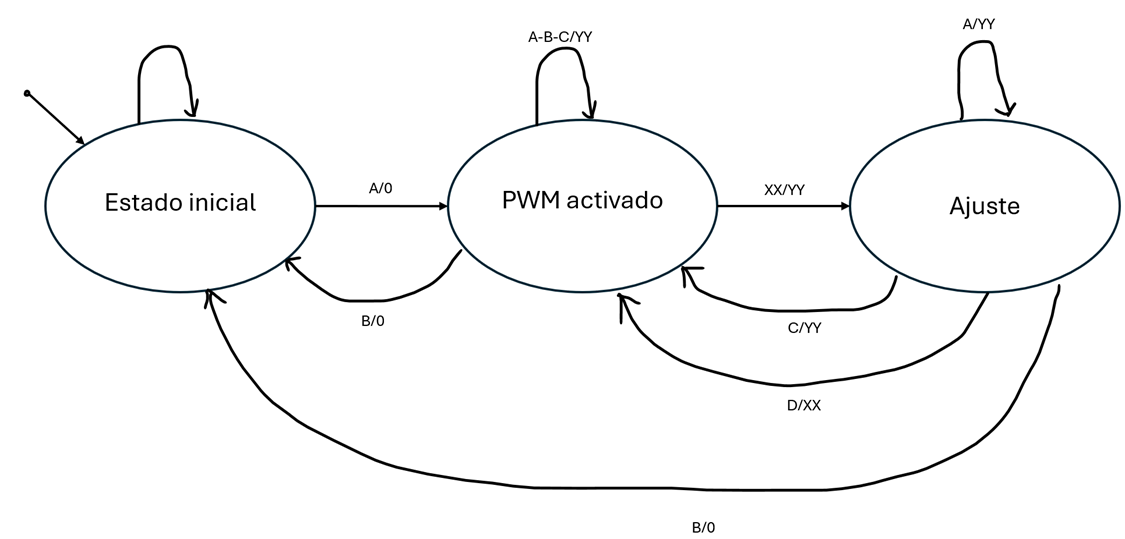 A-B-C/YY
A/YY
Estado inicial
A/0
PWM activado
XX/YY
Ajuste
B/0
C/YY
D/XX
B/0